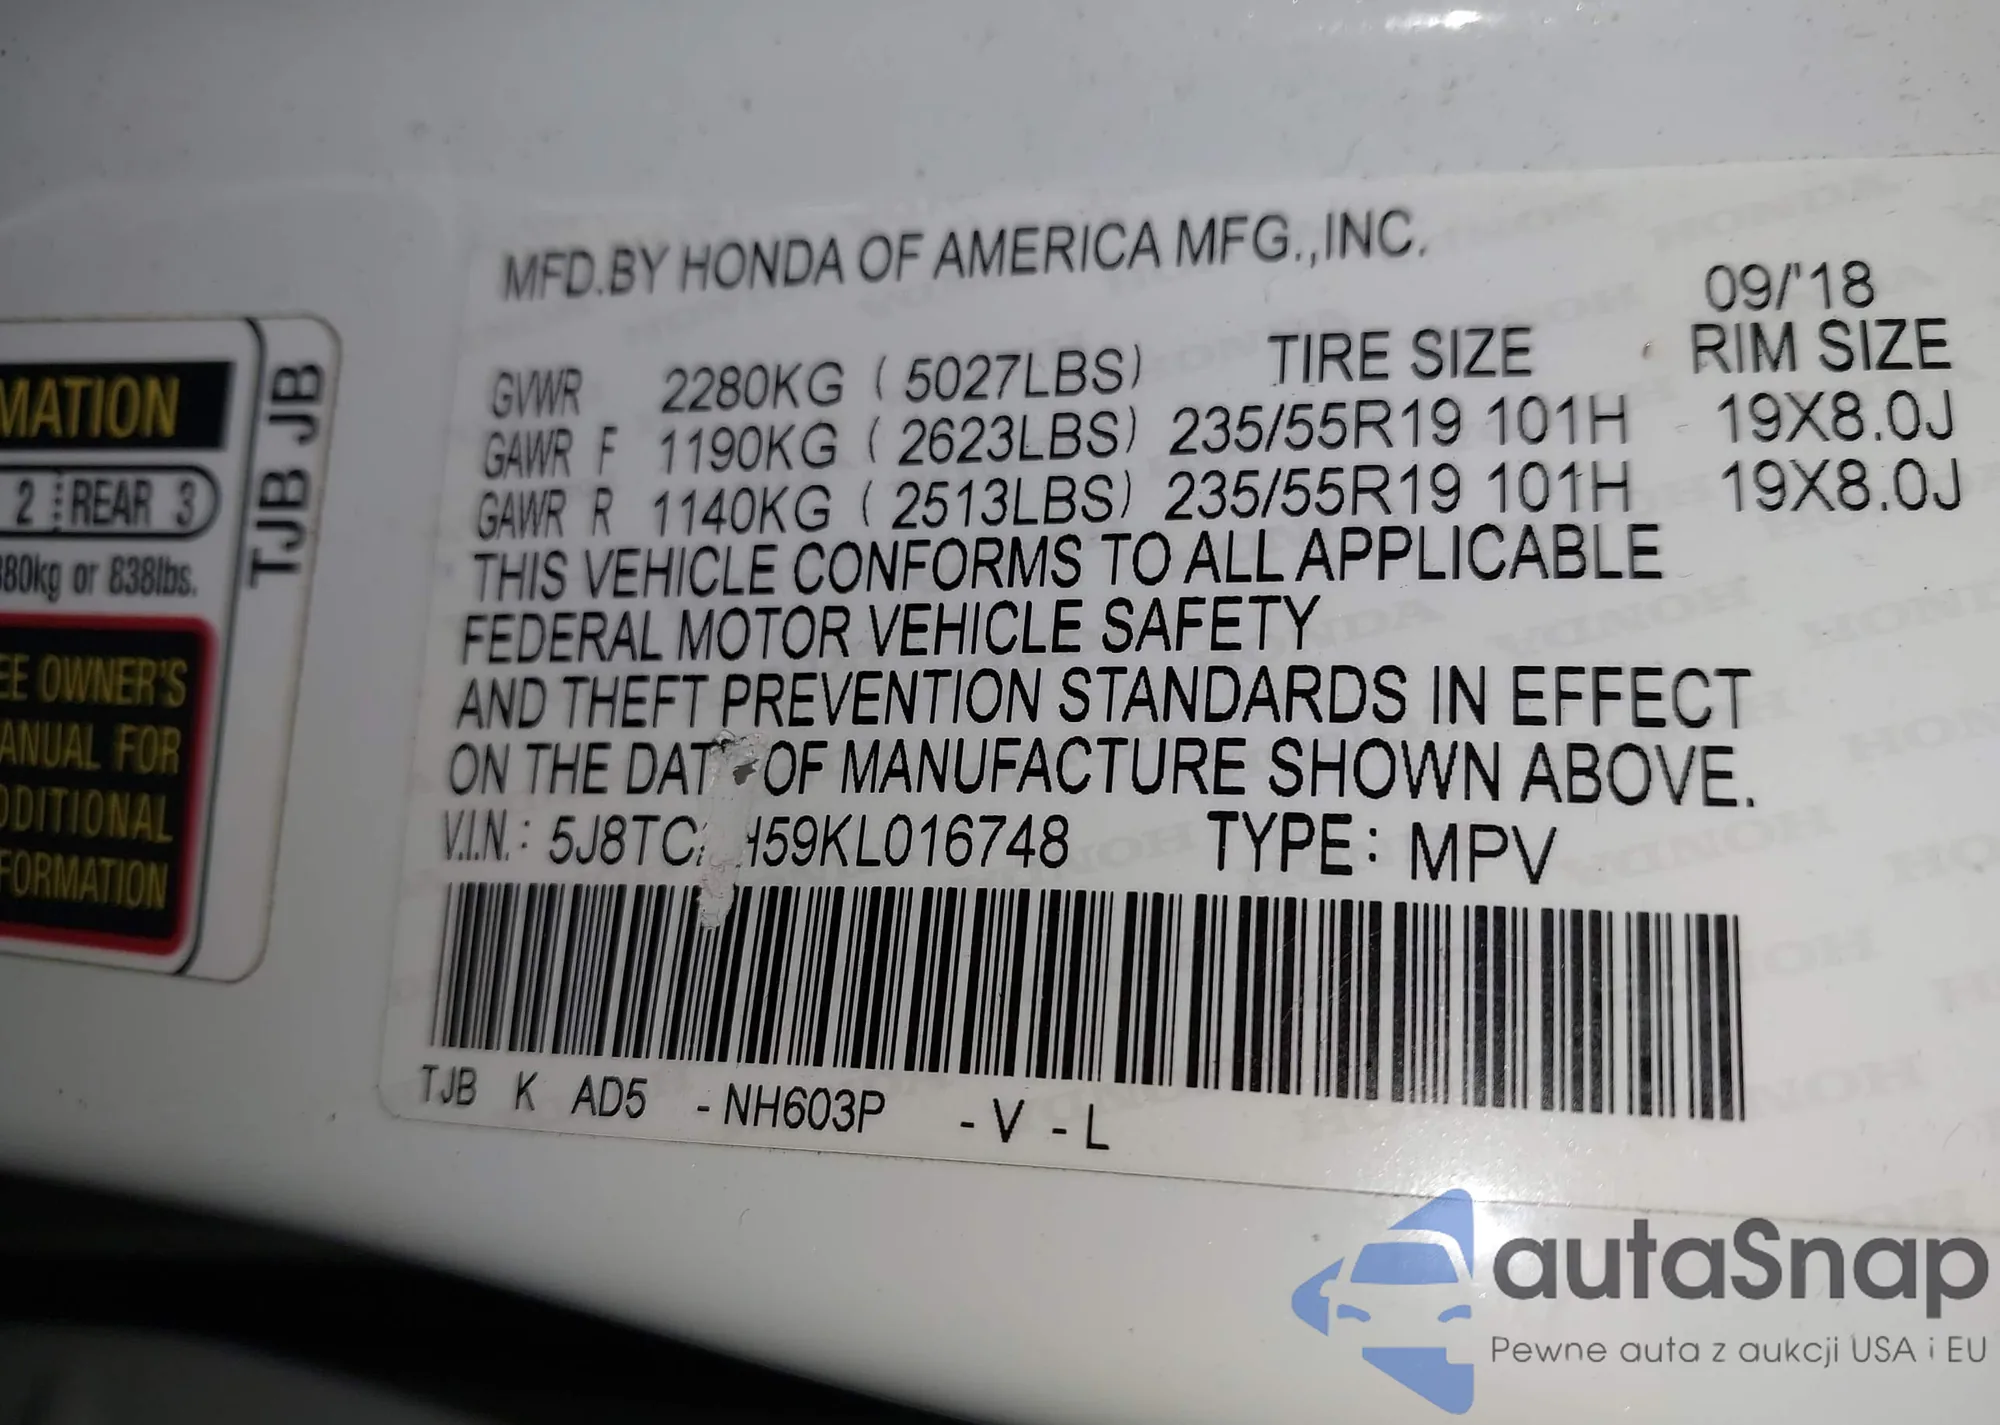 MATION
2 REAR 3
380kg or 838lbs.
EE OWNER'S
ANUAL FOR
DDITIONAL
FORMATION
TJB JB
MFD.BY HONDA OF AMERICA MFG.,INC.
09/'18
GVWR 2280KG (5027LBS) TIRE SIZE RIM SIZE
GAWR F 1190KG (2623LBS) 235/55R19 101H 19X8.0J
GAWR R 1140KG (2513LBS) 235/55R19 101H 19X8.0J
THIS VEHICLE CONFORMS TO ALL APPLICABLE
FEDERAL MOTOR VEHICLE SAFETY
AND THEFT PREVENTION STANDARDS IN EFFECT
ON THE DAT OF MANUFACTURE SHOWN ABOVE.
V.I.N.: 5J8TC H59KL016748 TYPE: MPV
TJB K AD5 -NH603P -V -L
autaSnap
Pewne auta z aukcji USA i EU